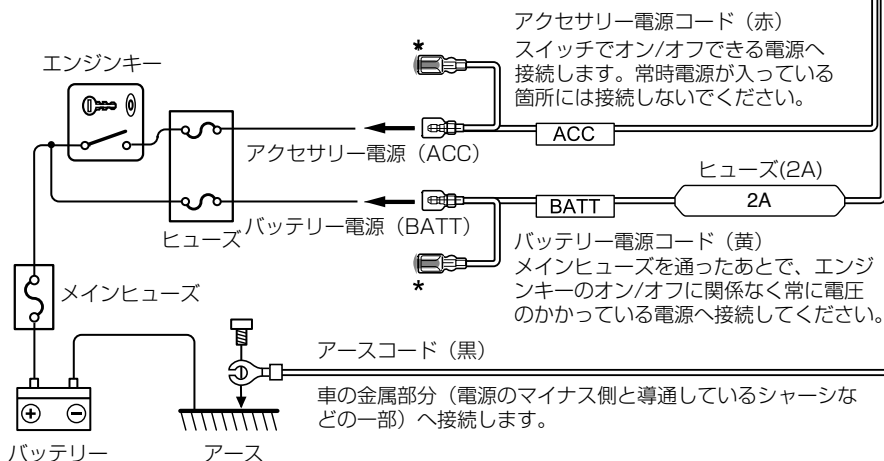 アクセサリー電源コード（赤）
スイッチでオン/オフできる電源へ
接続します。常時電源が入っている
箇所には接続しないでください。
*
エンジンキー
ACC
アクセサリー電源（ACC）
ヒューズ(2A)
2A
BATT
ヒューズ
バッテリー電源（BATT）
*
バッテリー電源コード（黄）
メインヒューズを通ったあとで、エンジ
ンキーのオン/オフに関係なく常に電圧
のかかっている電源へ接続してください。
メインヒューズ
アースコード（黒）
車の金属部分（電源のマイナス側と導通しているシャーシな
どの一部）へ接続します。
+ −
バッテリー
アース